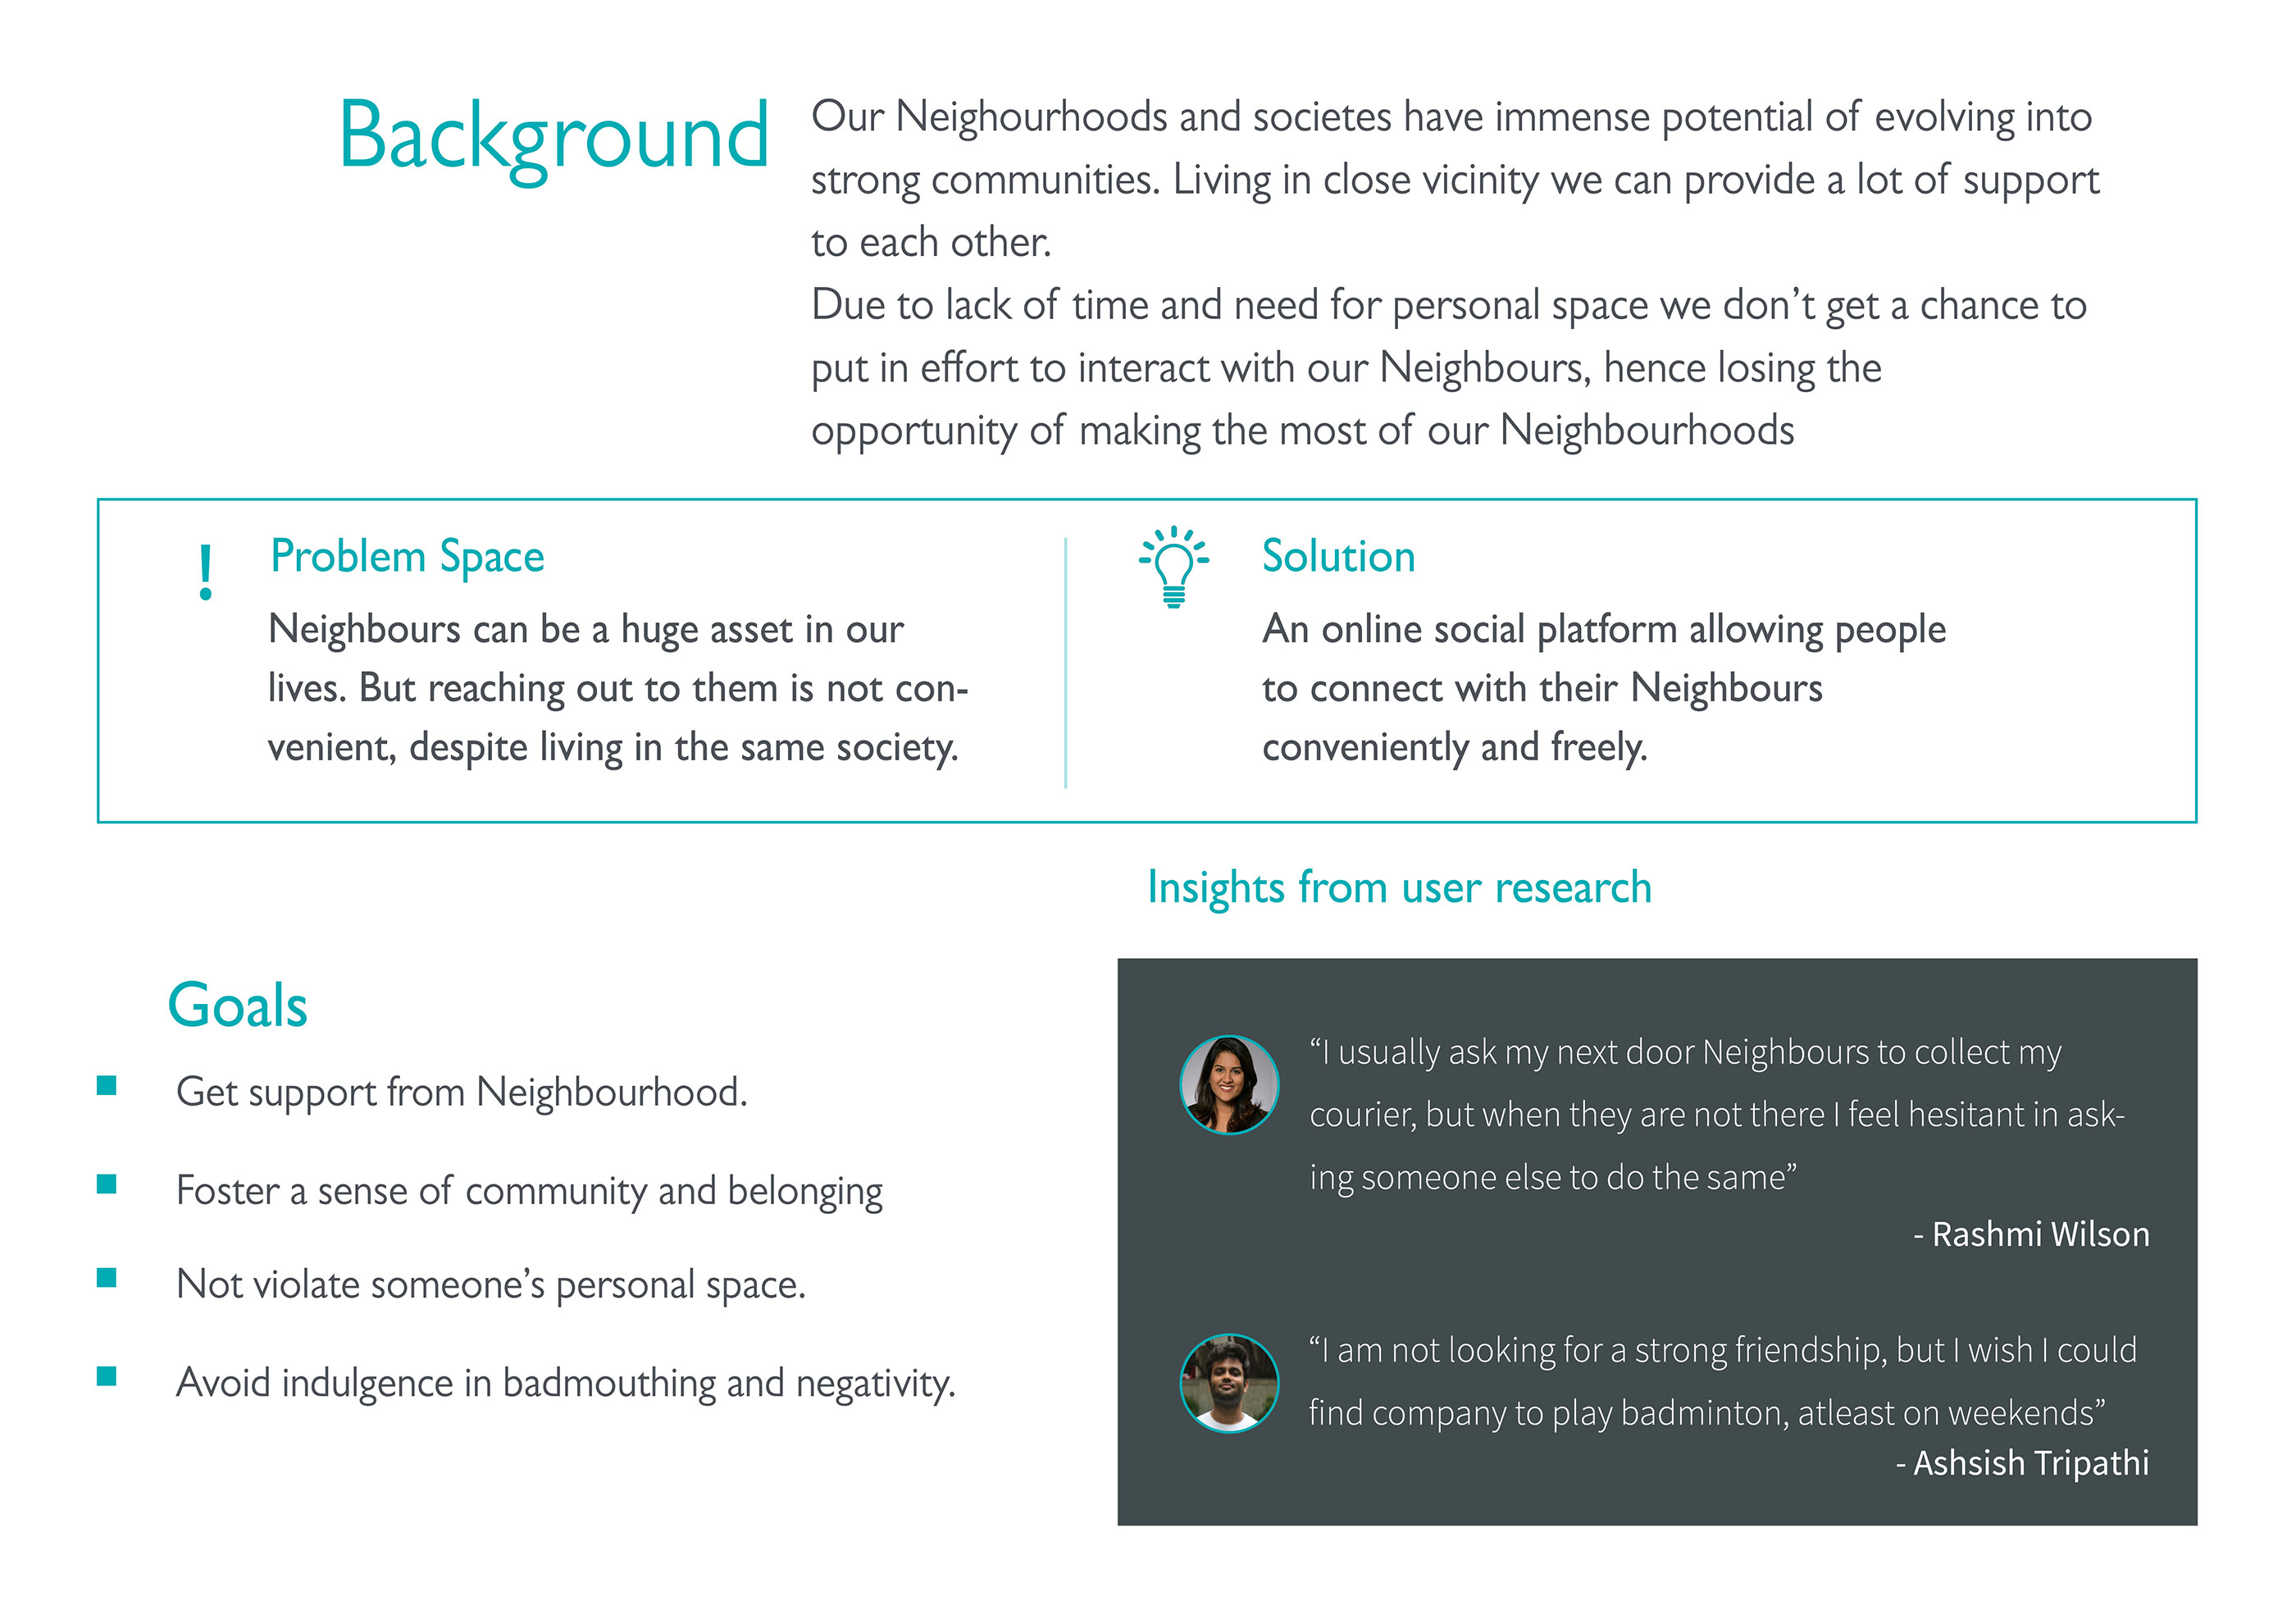 Background
Our Neighourhoods and societes have immense potential of evolving into
strong communities. Living in close vicinity we can provide a lot of support
to each other.
Due to lack of time and need for personal space we don’t get a chance to
put in effort to interact with our Neighbours, hence losing the
opportunity of making the most of our Neighbourhoods
!
Problem Space
Neighbours can be a huge asset in our
lives. But reaching out to them is not con-
venient, despite living in the same society.
Solution
An online social platform allowing people
to connect with their Neighbours
conveniently and freely.
Goals
Get support from Neighbourhood.
Foster a sense of community and belonging
Not violate someone’s personal space.
Avoid indulgence in badmouthing and negativity.
Insights from user research
“I usually ask my next door Neighbours to collect my
courier, but when they are not there I feel hesitant in ask-
ing someone else to do the same”
- Rashmi Wilson
“I am not looking for a strong friendship, but I wish I could
find company to play badminton, atleast on weekends”
- Ashsish Tripathi